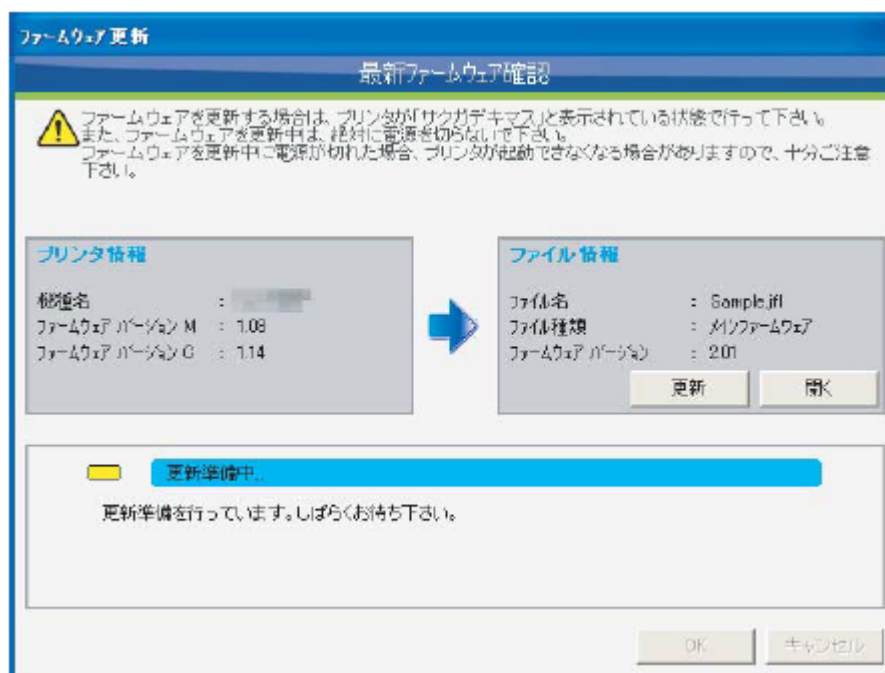 ファームウェア更新
最新ファームウェア確認
ファームウェアを更新する場合は、プリンタが「サクガデキマス」と表示されている状態で行って下さい。
また、ファームウェアを更新中は、絶対に電源を切らないで下さい。
ファームウェアを更新中に電源が切れた場合、プリンタが起動できなくなる場合がありますので、十分ご注意
下さい。
プリンタ情報
機種名 :
ファームウェア バージョン M : 1.08
ファームウェア バージョン C : 1.14
ファイル情報
ファイル名 : Sample.jfl
ファイル種類 : メインファームウェア
ファームウェア バージョン : 2.01
更新 開く
更新準備中...
更新準備を行っています。しばらくお待ち下さい。
OK キャンセル